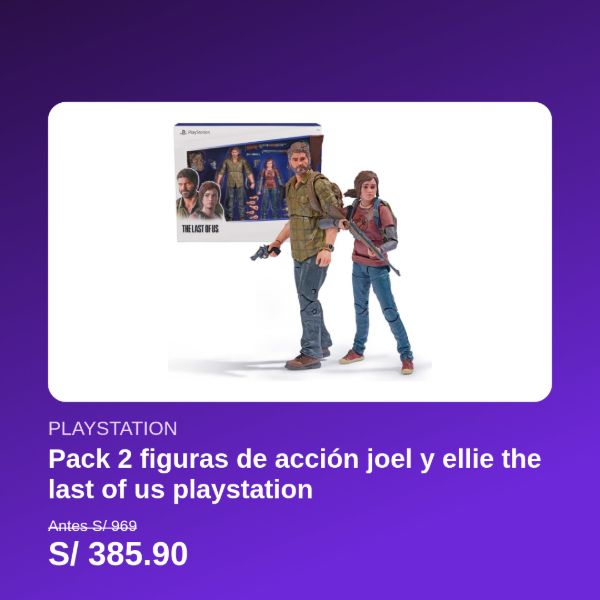 PlayStation
THE LAST OF US
PLAYSTATION
Pack 2 figuras de acción joel y ellie the
last of us playstation
Antes S/ 969
S/ 385.90